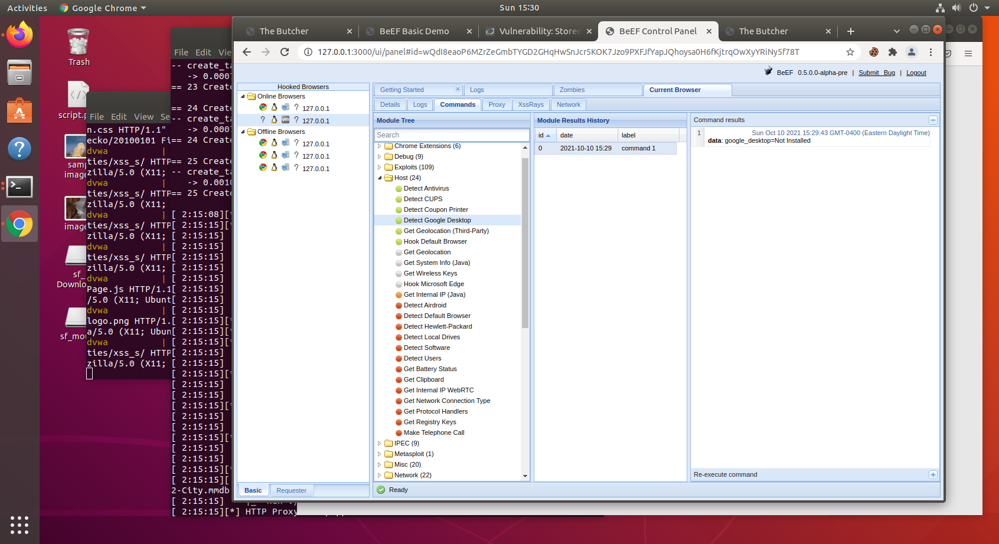 Activities
Google Chrome
Sun 15:30
Trash
script.p
samp
image
image
sf_
Downlo
sf_mou
File Edit View Se
n.css HTTP/1.1"
ecko/20100101 Fi
dvwa |
ties/xss_s/ HTTP
zilla/5.0 (X11;
dvwa |
ties/xss_s/ HTTP
zilla/5.0 (X11;
dvwa |
ties/xss_s/ HTTP
zilla/5.0 (X11;
dvwa |
ties/xss_s/ HTTP
zilla/5.0 (X11;
dvwa |
Page.js HTTP/1.1
/5.0 (X11; Ubunt
dvwa |
logo.png HTTP/1.
a/5.0 (X11; Ubun
dvwa |
ties/xss_s/ HTTP
zilla/5.0 (X11;
File Edit Vie
-- create_ta
-> 0.0007
== 23 Create
== 24 Create
-- create_ta
-> 0.0007
== 24 Create
== 25 Create
-- create_ta
-> 0.0010
== 25 Create
[ 2:15:08][*
[ 2:15:15][*
[ 2:15:15]
[ 2:15:15]
[ 2:15:15]
[ 2:15:15]
[ 2:15:15]
[ 2:15:15]
[ 2:15:15]
[ 2:15:15]
[ 2:15:15][*
[ 2:15:15][*
[ 2:15:15][*
[ 2:15:15]
[ 2:15:15]
[ 2:15:15][*
[ 2:15:15]
[ 2:15:15]
[ 2:15:15][*
[ 2:15:15]
[ 2:15:15]
[ 2:15:15][*
[ 2:15:15]
[ 2:15:15]
[ 2:15:15][*
[ 2:15:15][
2-City.mmdb
[ 2:15:15]
[ 2:15:15][*] HTTP Proxy
The Butcher
BeEF Basic Demo
Vulnerability: Stored
BeEF Control Panel
The Butcher
127.0.0.1:3000/ui/panel#id=wQdI8eaoP6MZrZeGmbTYGD2GHqHwSnJcr5KOK7Jzo9PXFJfYapJQhoysa0H6fKjtrqOwXyYRiNy5f78T
BeEF 0.5.0.0-alpha-pre | Submit Bug | Logout
Hooked Browsers
Online Browsers
? 127.0.0.1
? vm ? 127.0.0.1
Offline Browsers
? 127.0.0.1
? 127.0.0.1
? 127.0.0.1
Basic
Requester
Getting Started
Logs
Zombies
Current Browser
Details
Logs
Commands
Proxy
XssRays
Network
Module Tree
Search
Chrome Extensions (6)
Debug (9)
Exploits (109)
Host (24)
Detect Antivirus
Detect CUPS
Detect Coupon Printer
Detect Google Desktop
Get Geolocation (Third-Party)
Hook Default Browser
Get Geolocation
Get System Info (Java)
Get Wireless Keys
Hook Microsoft Edge
Get Internal IP (Java)
Detect Airdroid
Detect Default Browser
Detect Hewlett-Packard
Detect Local Drives
Detect Software
Detect Users
Get Battery Status
Get Clipboard
Get Internal IP WebRTC
Get Network Connection Type
Get Protocol Handlers
Get Registry Keys
Make Telephone Call
IPEC (9)
Metasploit (1)
Misc (20)
Network (22)
Module Results History
id date label
0 2021-10-10 15:29 command 1
Command results
1 Sun Oct 10 2021 15:29:43 GMT-0400 (Eastern Daylight Time)
data: google_desktop=Not Installed
Re-execute command
Ready